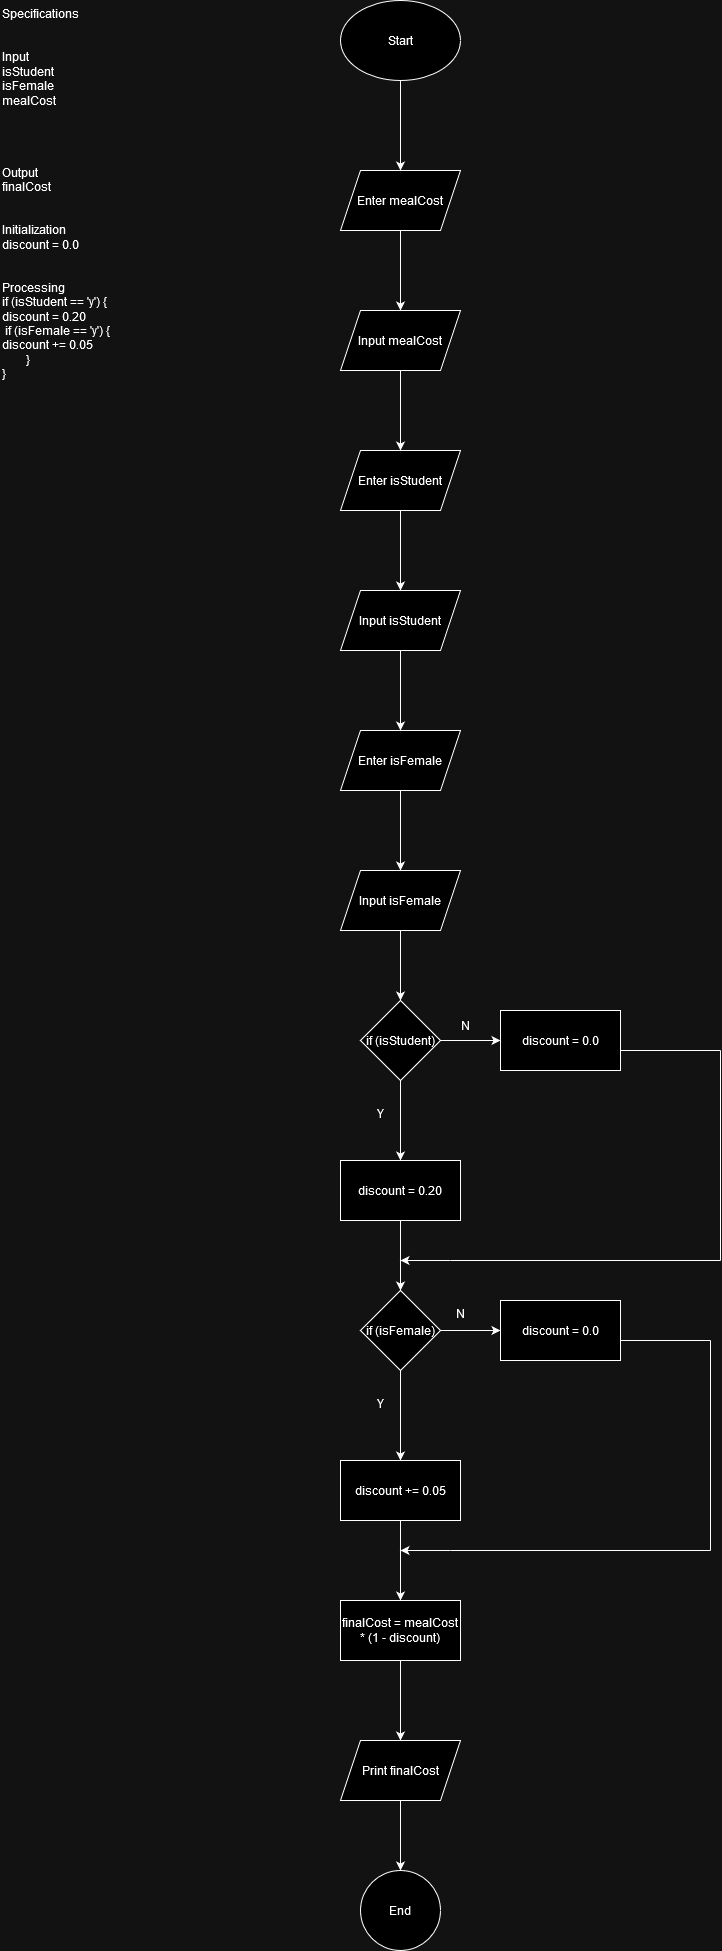 Specifications
Input
isStudent
isFemale
mealCost
Output
finalCost
Initialization
discount = 0.0
Processing
if (isStudent == 'y') {
discount = 0.20
if (isFemale == 'y') {
discount += 0.05
}
}
Start
Enter mealCost
Input mealCost
Enter isStudent
Input isStudent
Enter isFemale
Input isFemale
if (isStudent)
N
discount = 0.0
Y
discount = 0.20
if (isFemale)
N
discount = 0.0
Y
discount += 0.05
finalCost = mealCost
* (1 - discount)
Print finalCost
End